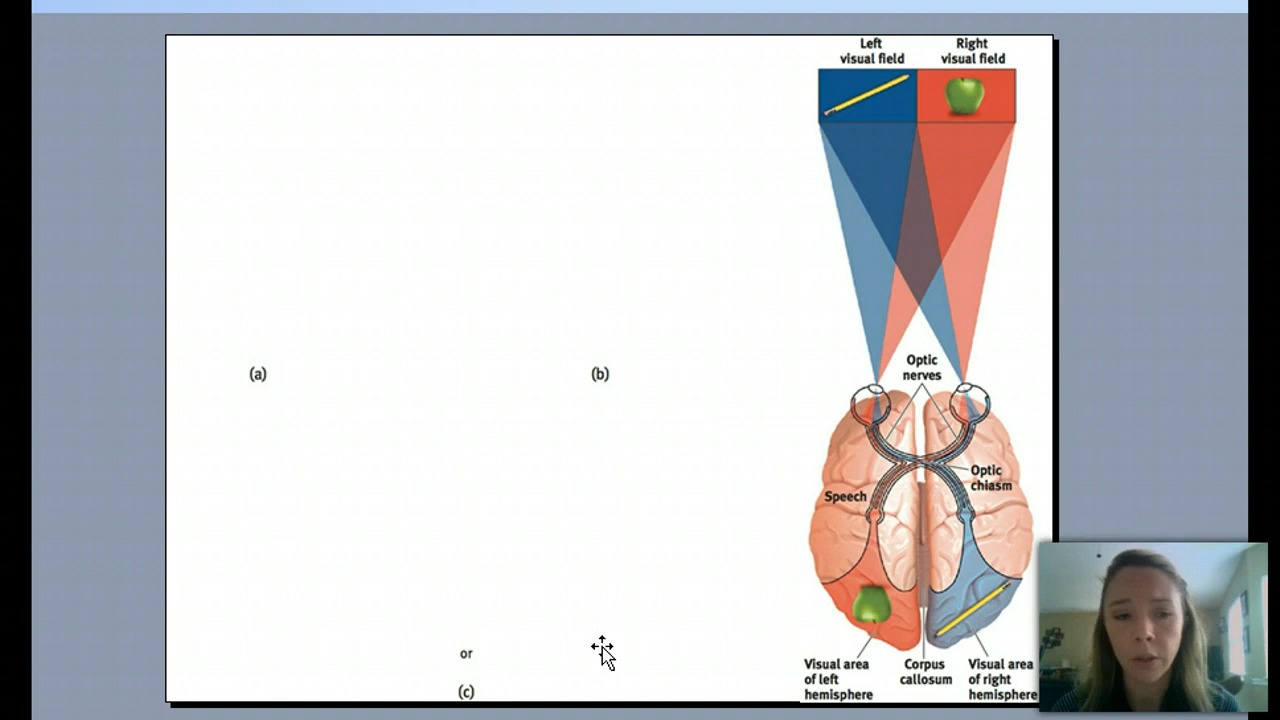 Left
visual field
Right
visual field
(a)
(b)
Optic
nerves
Optic
chiasm
Speech
or
(c)
Visual area
of left
hemisphere
Corpus
callosum
Visual area
of right
hemisphere